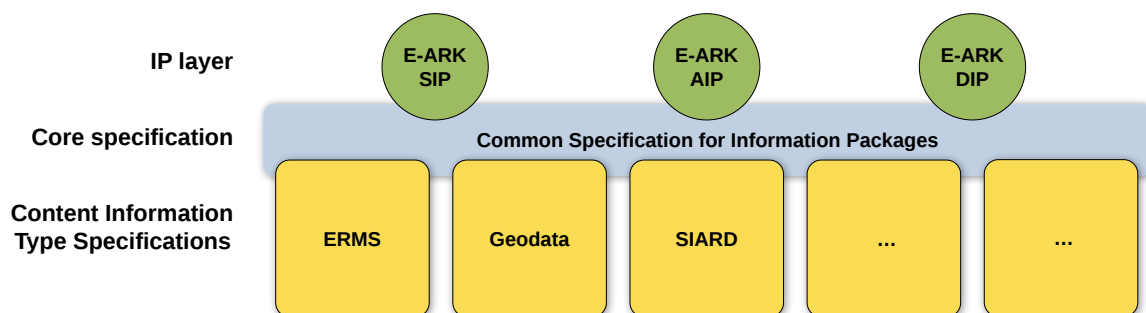 IP layer
E-ARK
SIP
E-ARK
AIP
E-ARK
DIP
Core specification
Common Specification for Information Packages
Content Information
Type Specifications
ERMS
Geodata
SIARD
...
...